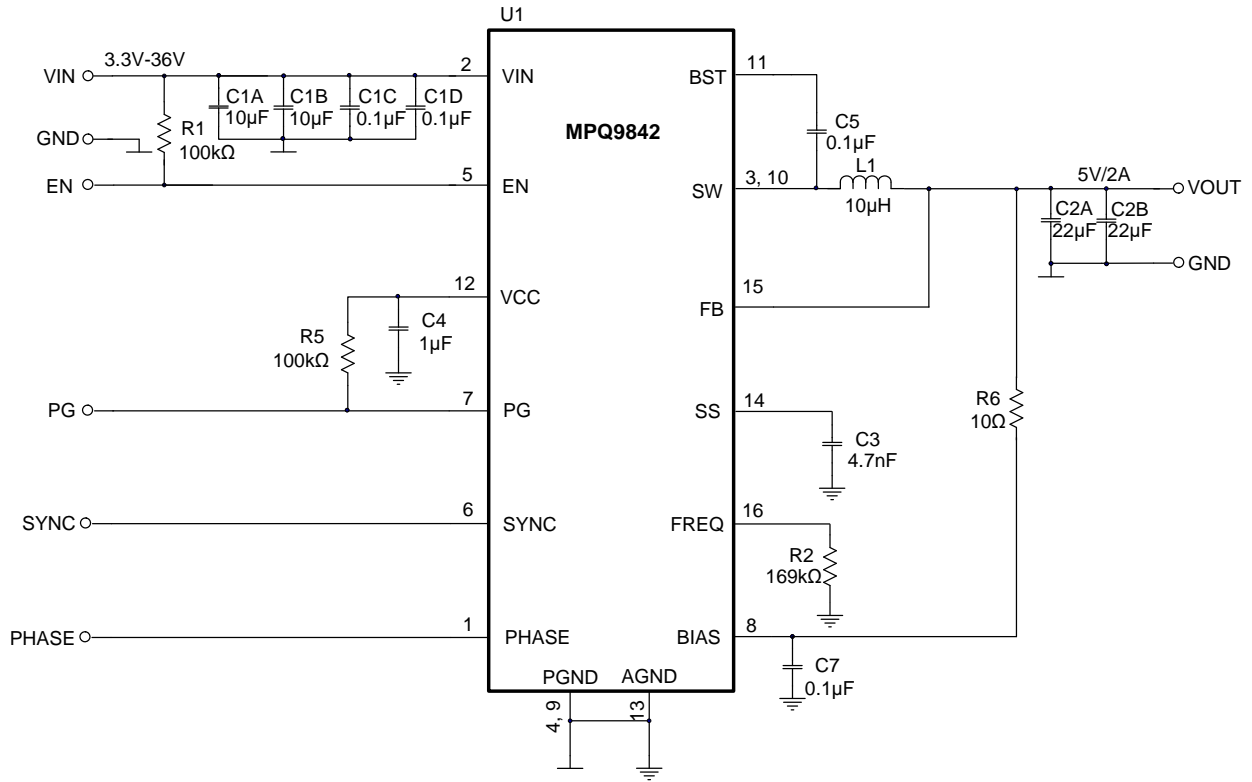 U1
MPQ9842
3.3V-36V
VIN
2
VIN
C1A
10µF
C1B
10µF
C1C
0.1µF
C1D
0.1µF
R1
100kΩ
GND
EN
5
EN
12
VCC
C4
1µF
R5
100kΩ
PG
7
PG
SYNC
6
SYNC
PHASE
1
PHASE
PGND
AGND
4, 9
13
BST
11
C5
0.1µF
SW
3, 10
L1
10µH
5V/2A
VOUT
C2A
22µF
C2B
22µF
GND
FB
15
SS
14
C3
4.7nF
R6
10Ω
FREQ
16
R2
169kΩ
BIAS
8
C7
0.1µF